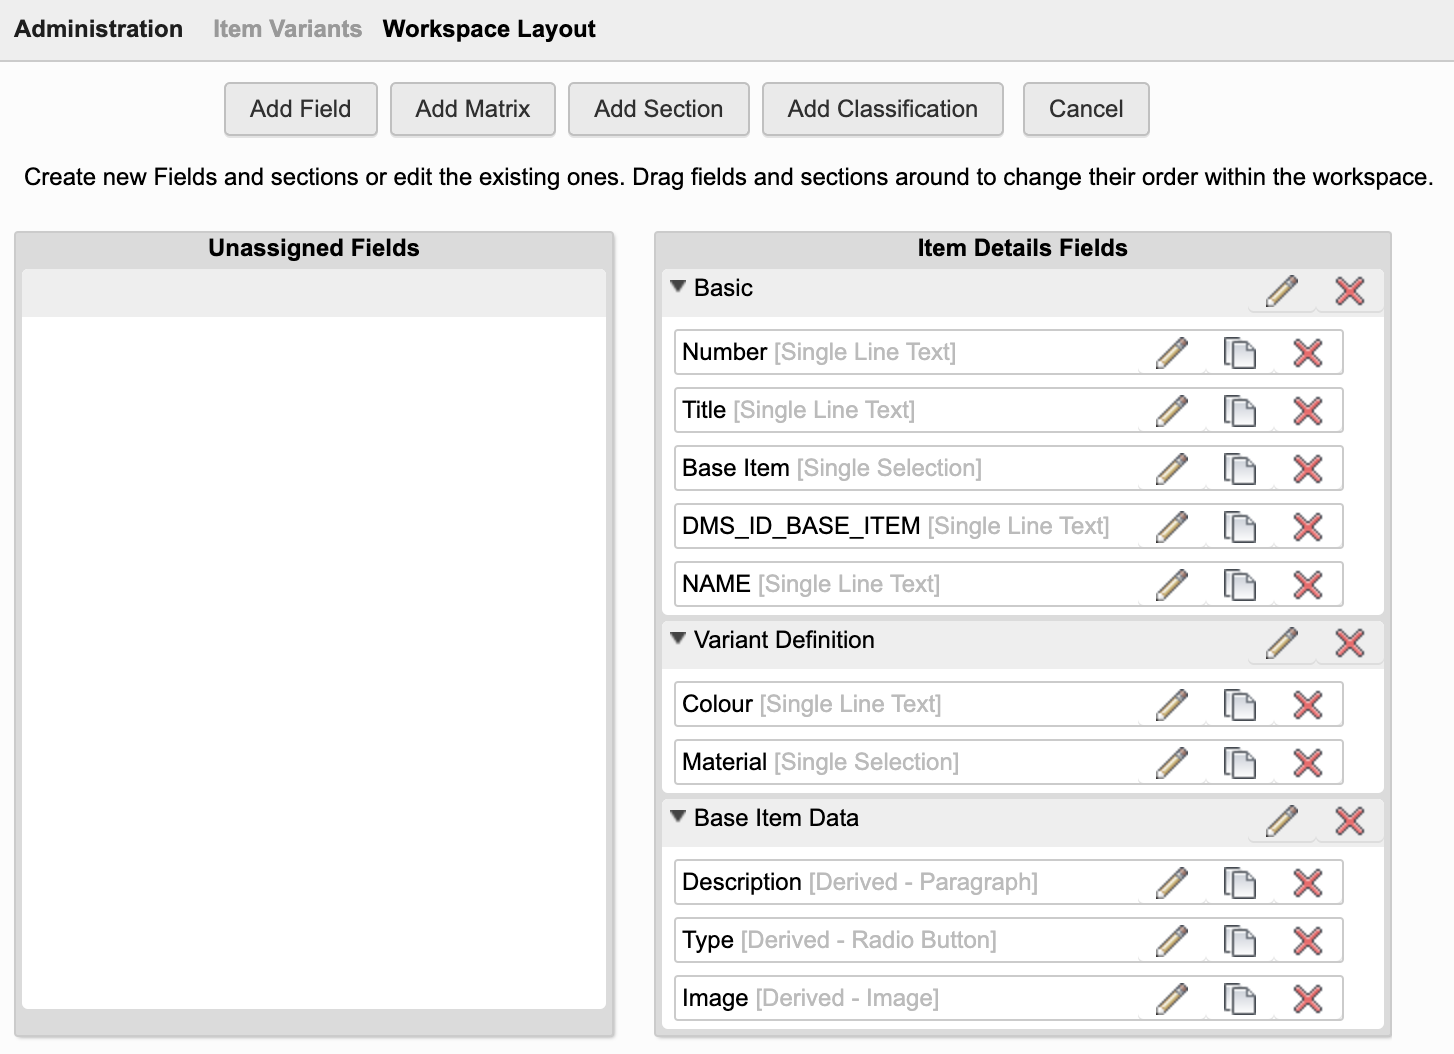 Administration Item Variants Workspace Layout
Add Field Add Matrix Add Section Add Classification Cancel
Create new Fields and sections or edit the existing ones. Drag fields and sections around to change their order within the workspace.
Unassigned Fields
Item Details Fields
Basic
Number [Single Line Text]
Title [Single Line Text]
Base Item [Single Selection]
DMS_ID_BASE_ITEM [Single Line Text]
NAME [Single Line Text]
Variant Definition
Colour [Single Line Text]
Material [Single Selection]
Base Item Data
Description [Derived - Paragraph]
Type [Derived - Radio Button]
Image [Derived - Image]